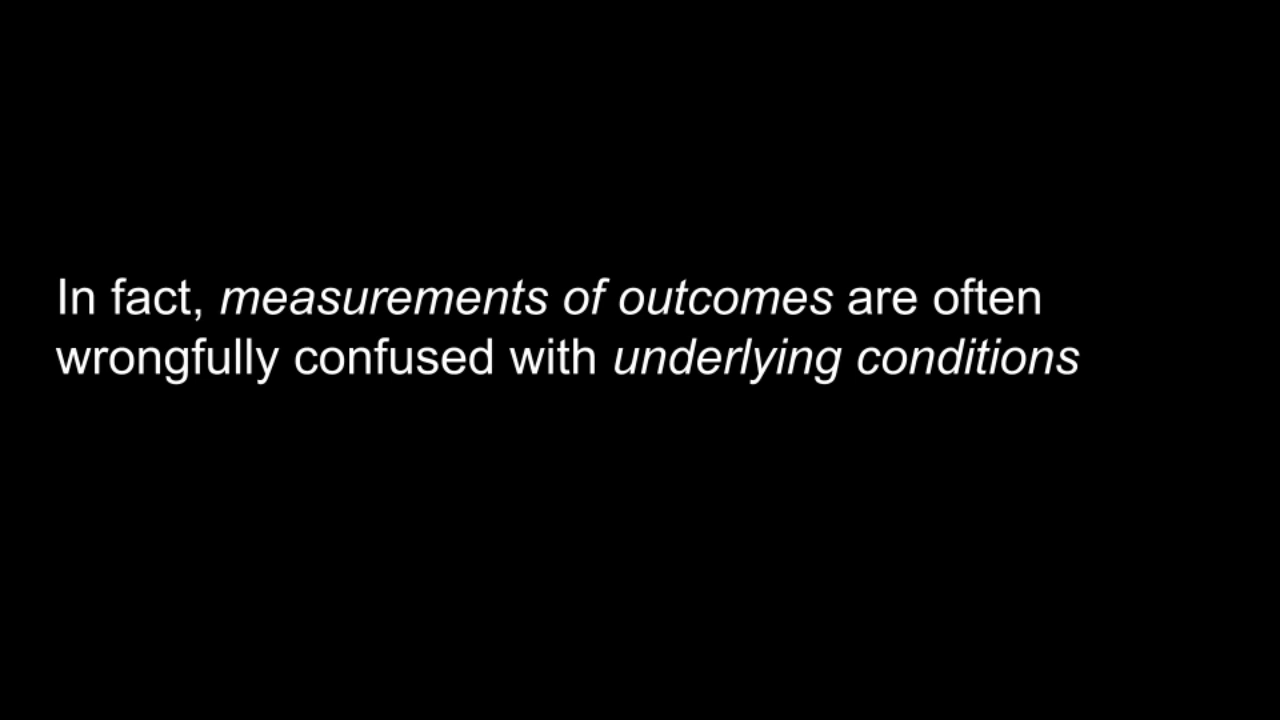 In fact, measurements of outcomes are often
wrongfully confused with underlying conditions